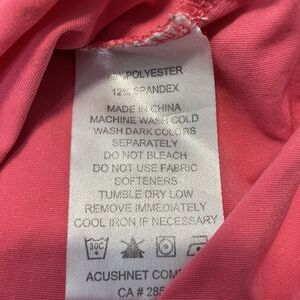 POLYESTER
12% SPANDEX
MADE IN CHINA
MACHINE WASH COLD
WASH DARK COLORS
SEPARATELY
DO NOT BLEACH
DO NOT USE FABRIC
SOFTENERS
TUMBLE DRY LOW
REMOVE IMMEDIATELY
COOL IRON IF NECESSARY
30C
ACUSHNET
CA #